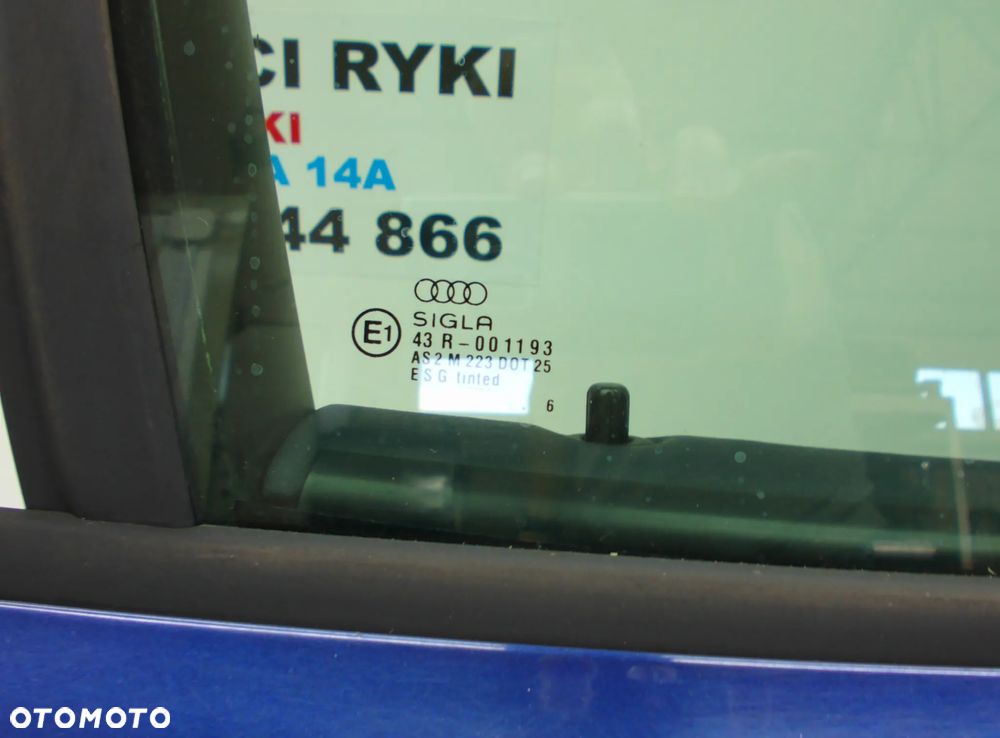 CI RYKI
KI
A 14A
44 866
SIGLA
E1
43 R-001193
AS2 M 223 DOT 25
ESG tinted
6
OTOMOTO